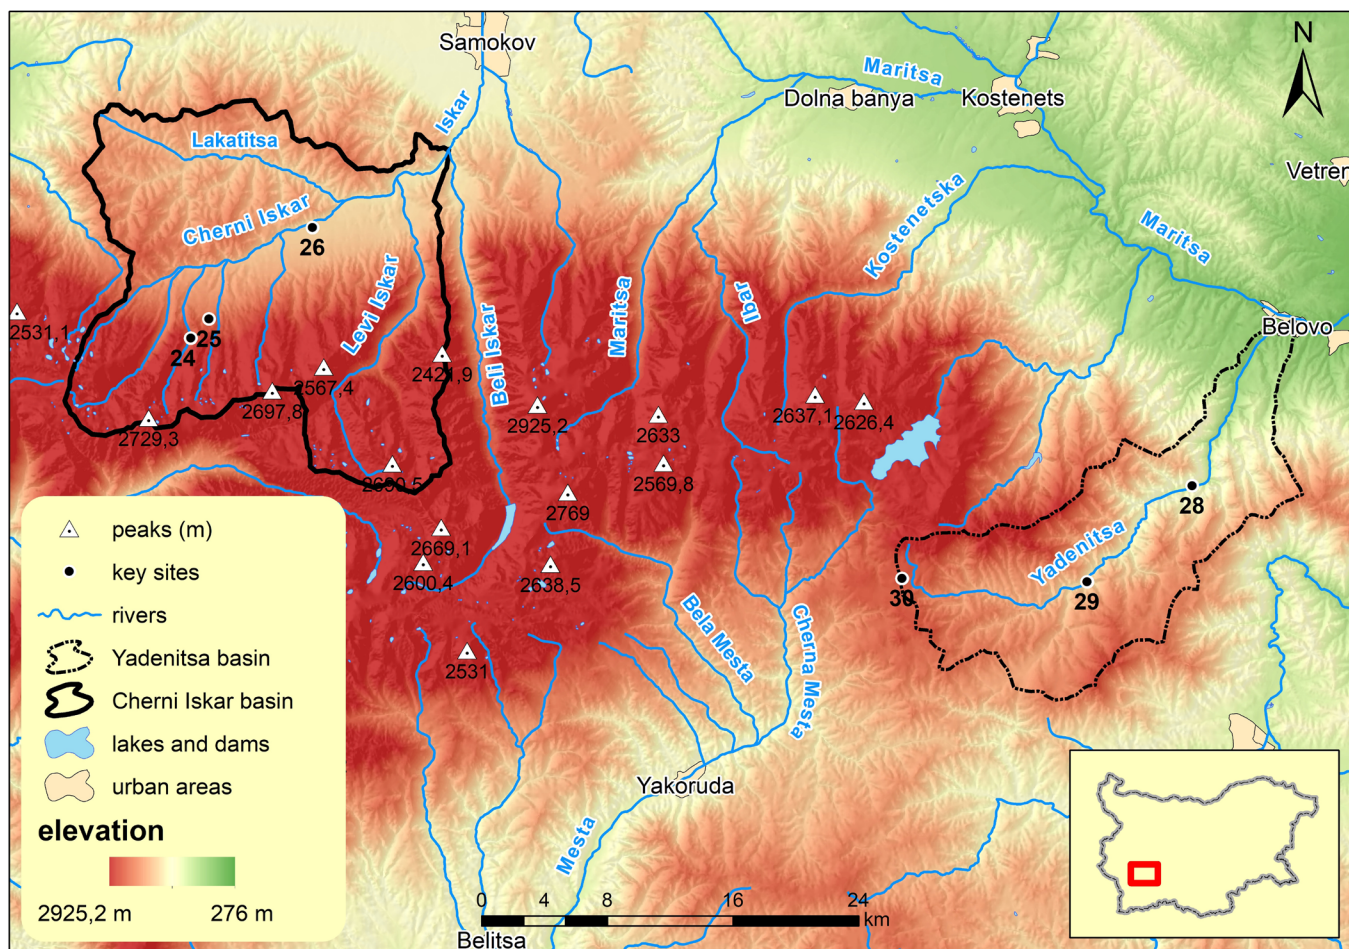 Samokov
N
Maritsa
Dolna banya
Kostenets
Iskar
Lakatitsa
Vetren
Kostenetska
Cherni Iskar
Maritsa
26
Levi Iskar
Ibar
Maritsa
Beli Iskar
2531,1
25
24
Belovo
2567,4
2421,9
2697,8
2729,3
2925,2
2633
2637,1
2626,4
2690,5
2569,8
2769
28
peaks (m)
2669,1
Yadenitsa
key sites
2600,4
2638,5
30
29
rivers
Bela Mesta
Cherna Mesta
Yadenitsa basin
2531
Cherni Iskar basin
lakes and dams
urban areas
Yakoruda
elevation
Mesta
2925,2 m
276 m
0
4
8
16
24
km
Belitsa